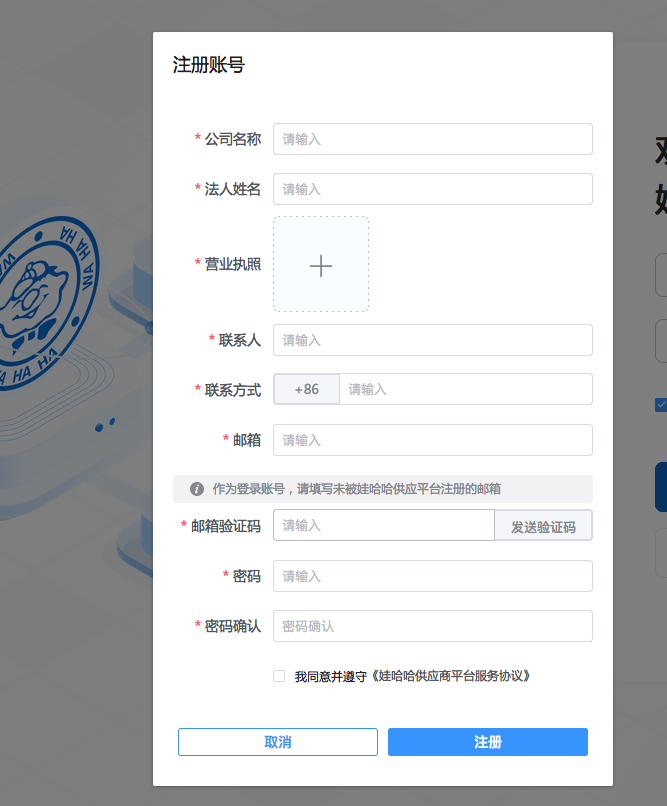 注册账号
* 公司名称 请输入
* 法人姓名 请输入
* 营业执照
* 联系人 请输入
* 联系方式 +86 请输入
* 邮箱 请输入
作为登录账号，请填写未被娃哈哈供应平台注册的邮箱
* 邮箱验证码 请输入 发送验证码
* 密码 请输入
* 密码确认 密码确认
我同意并遵守《娃哈哈供应商平台服务协议》
取消 注册
WA HA HA
HA HA